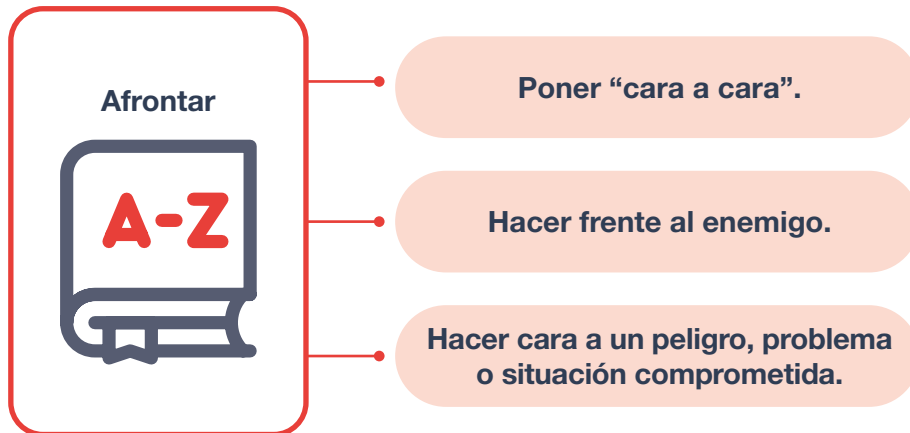 Afrontar
A-Z
Poner “cara a cara”.
Hacer frente al enemigo.
Hacer cara a un peligro, problema
o situación comprometida.